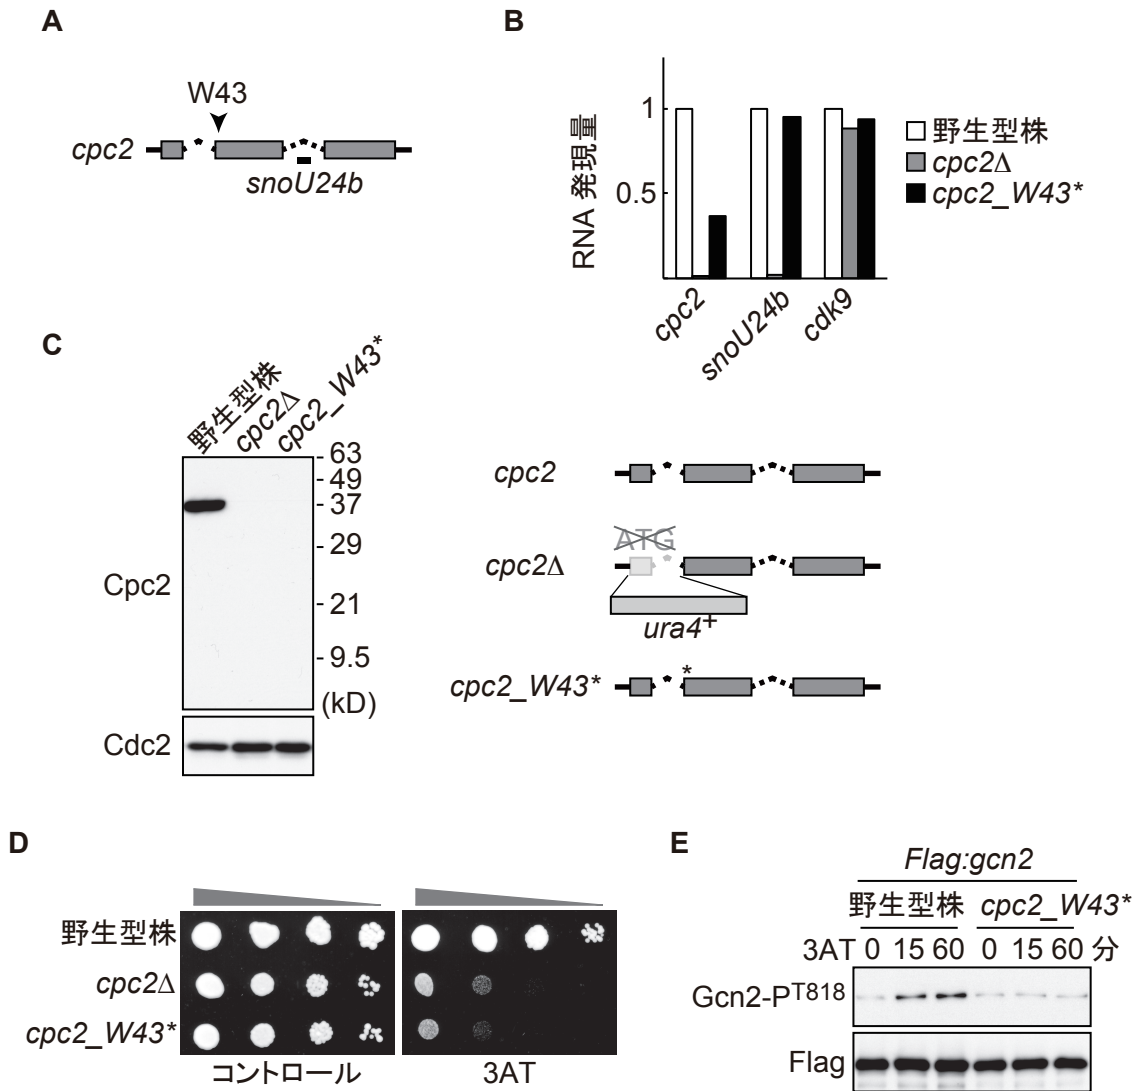 A
W43
cpc2
snoU24b
B
RNA 発現量
1
0.5
野生型株
cpc2Δ
cpc2_W43*
cpc2
snoU24b
cdk9
C
野生型株
cpc2Δ
cpc2_W43*
63
49
37
29
21
9.5
(kD)
Cpc2
Cdc2
cpc2
ATG
cpc2Δ
ura4+
*
cpc2_W43*
D
野生型株
cpc2Δ
cpc2_W43*
コントロール
3AT
E
Flag:gcn2
野生型株 cpc2_W43*
3AT 0 15 60 0 15 60 分
Gcn2-PT818
Flag